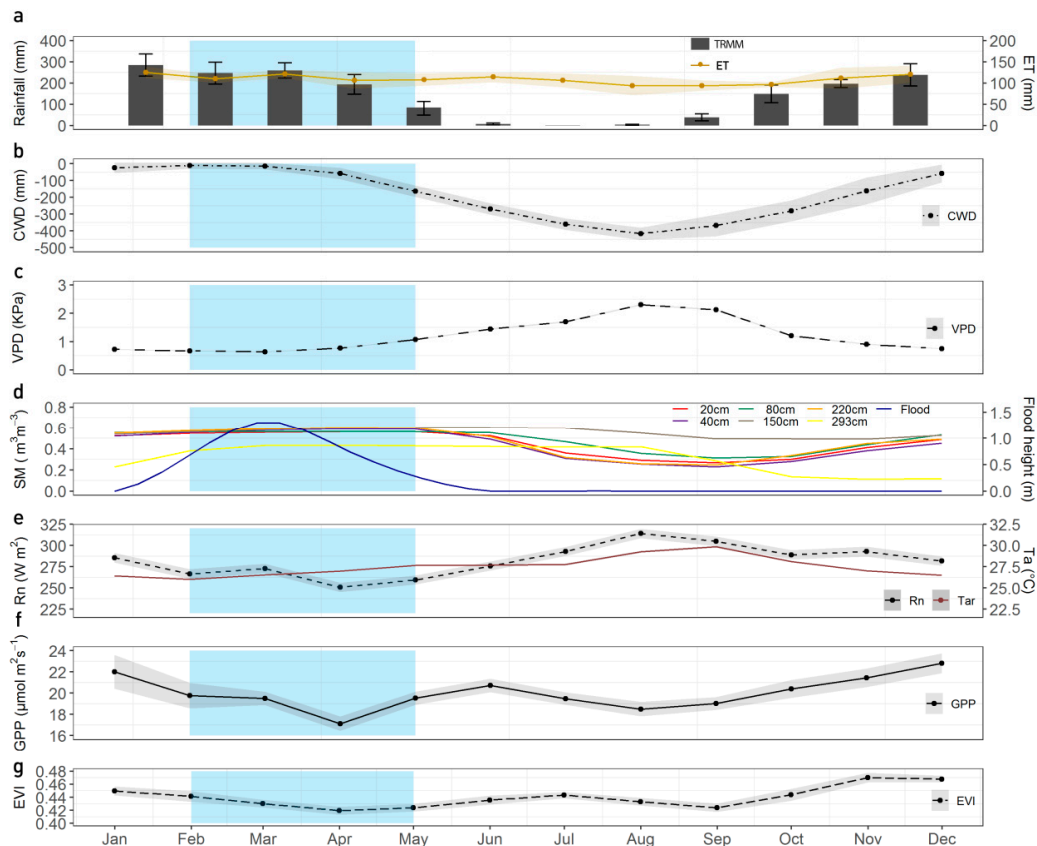 a
400
300
200
100
0
Rainfall (mm)
TRMM
ET
200
150
100
50
0
ET (mm)
b
0
-100
-200
-300
-400
-500
CWD (mm)
CWD
c
3
2
1
0
VPD (KPa)
VPD
d
0.8
0.6
0.4
0.2
0.0
SM (m³m⁻³)
20cm 80cm 220cm Flood
40cm 150cm 293cm
1.5
1.0
0.5
0.0
Flood height (m)
e
325
300
275
250
225
Rn (W m²)
Rn Tar
32.5
30.0
27.5
25.0
22.5
Ta (°C)
f
24
22
20
18
16
GPP (µmol m²s⁻¹)
GPP
g
0.48
0.46
0.44
0.42
0.40
EVI
EVI
Jan Feb Mar Apr May Jun Jul Aug Sep Oct Nov Dec